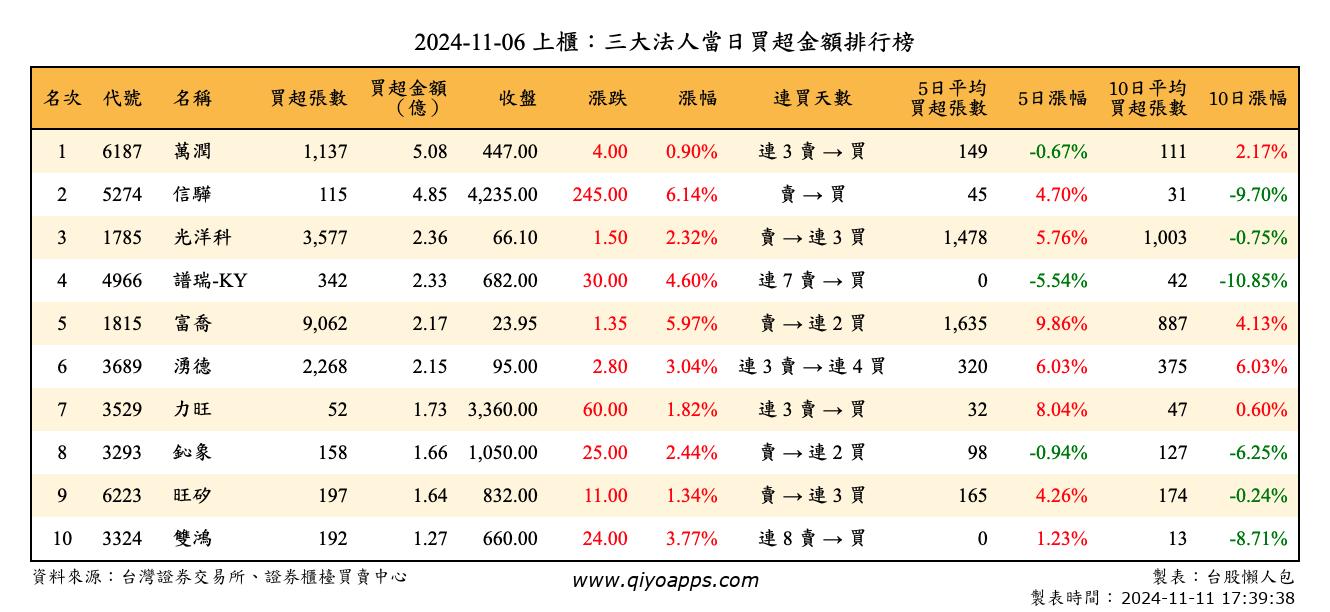 2024-11-06 上櫃：三大法人當日買超金額排行榜
名次 代號 名稱 買超張數 買超金額（億） 收盤 漲跌 漲幅 連買天數 5日平均買超張數 5日漲幅 10日平均買超張數 10日漲幅
1 6187 萬潤 1,137 5.08 447.00 4.00 0.90% 連 3 賣 → 買 149 -0.67% 111 2.17%
2 5274 信驊 115 4.85 4,235.00 245.00 6.14% 賣 → 買 45 4.70% 31 -9.70%
3 1785 光洋科 3,577 2.36 66.10 1.50 2.32% 賣 → 連 3 買 1,478 5.76% 1,003 -0.75%
4 4966 譜瑞-KY 342 2.33 682.00 30.00 4.60% 連 7 賣 → 買 0 -5.54% 42 -10.85%
5 1815 富喬 9,062 2.17 23.95 1.35 5.97% 賣 → 連 2 買 1,635 9.86% 887 4.13%
6 3689 湧德 2,268 2.15 95.00 2.80 3.04% 連 3 賣 → 連 4 買 320 6.03% 375 6.03%
7 3529 力旺 52 1.73 3,360.00 60.00 1.82% 連 3 賣 → 買 32 8.04% 47 0.60%
8 3293 鈊象 158 1.66 1,050.00 25.00 2.44% 賣 → 連 2 買 98 -0.94% 127 -6.25%
9 6223 旺矽 197 1.64 832.00 11.00 1.34% 賣 → 連 3 買 165 4.26% 174 -0.24%
10 3324 雙鴻 192 1.27 660.00 24.00 3.77% 連 8 賣 → 買 0 1.23% 13 -8.71%
資料來源：台灣證券交易所、證券櫃檯買賣中心 www.qiyoapps.com 製表：台股懶人包
製表時間：2024-11-11 17:39:38